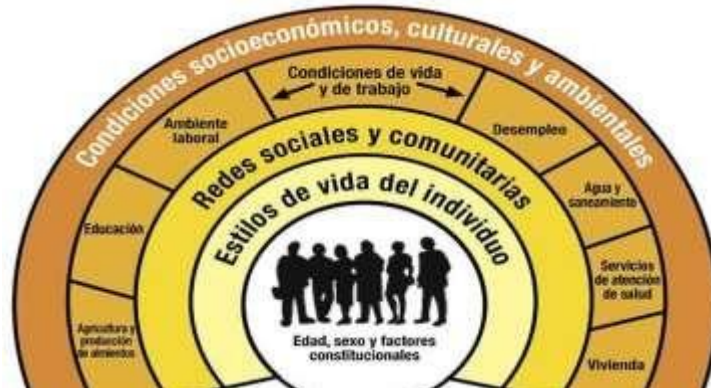 Condiciones socioeconómicos, culturales y ambientales
Condiciones de vida
y de trabajo
Ambiente
laboral
Desempleo
Educación
Agua y
saneamiento
Agricultura y
producción
de alimentos
Servicios
de atención
de salud
Vivienda
Redes sociales y comunitarias
Estilos de vida del individuo
Edad, sexo y factores
constitucionales